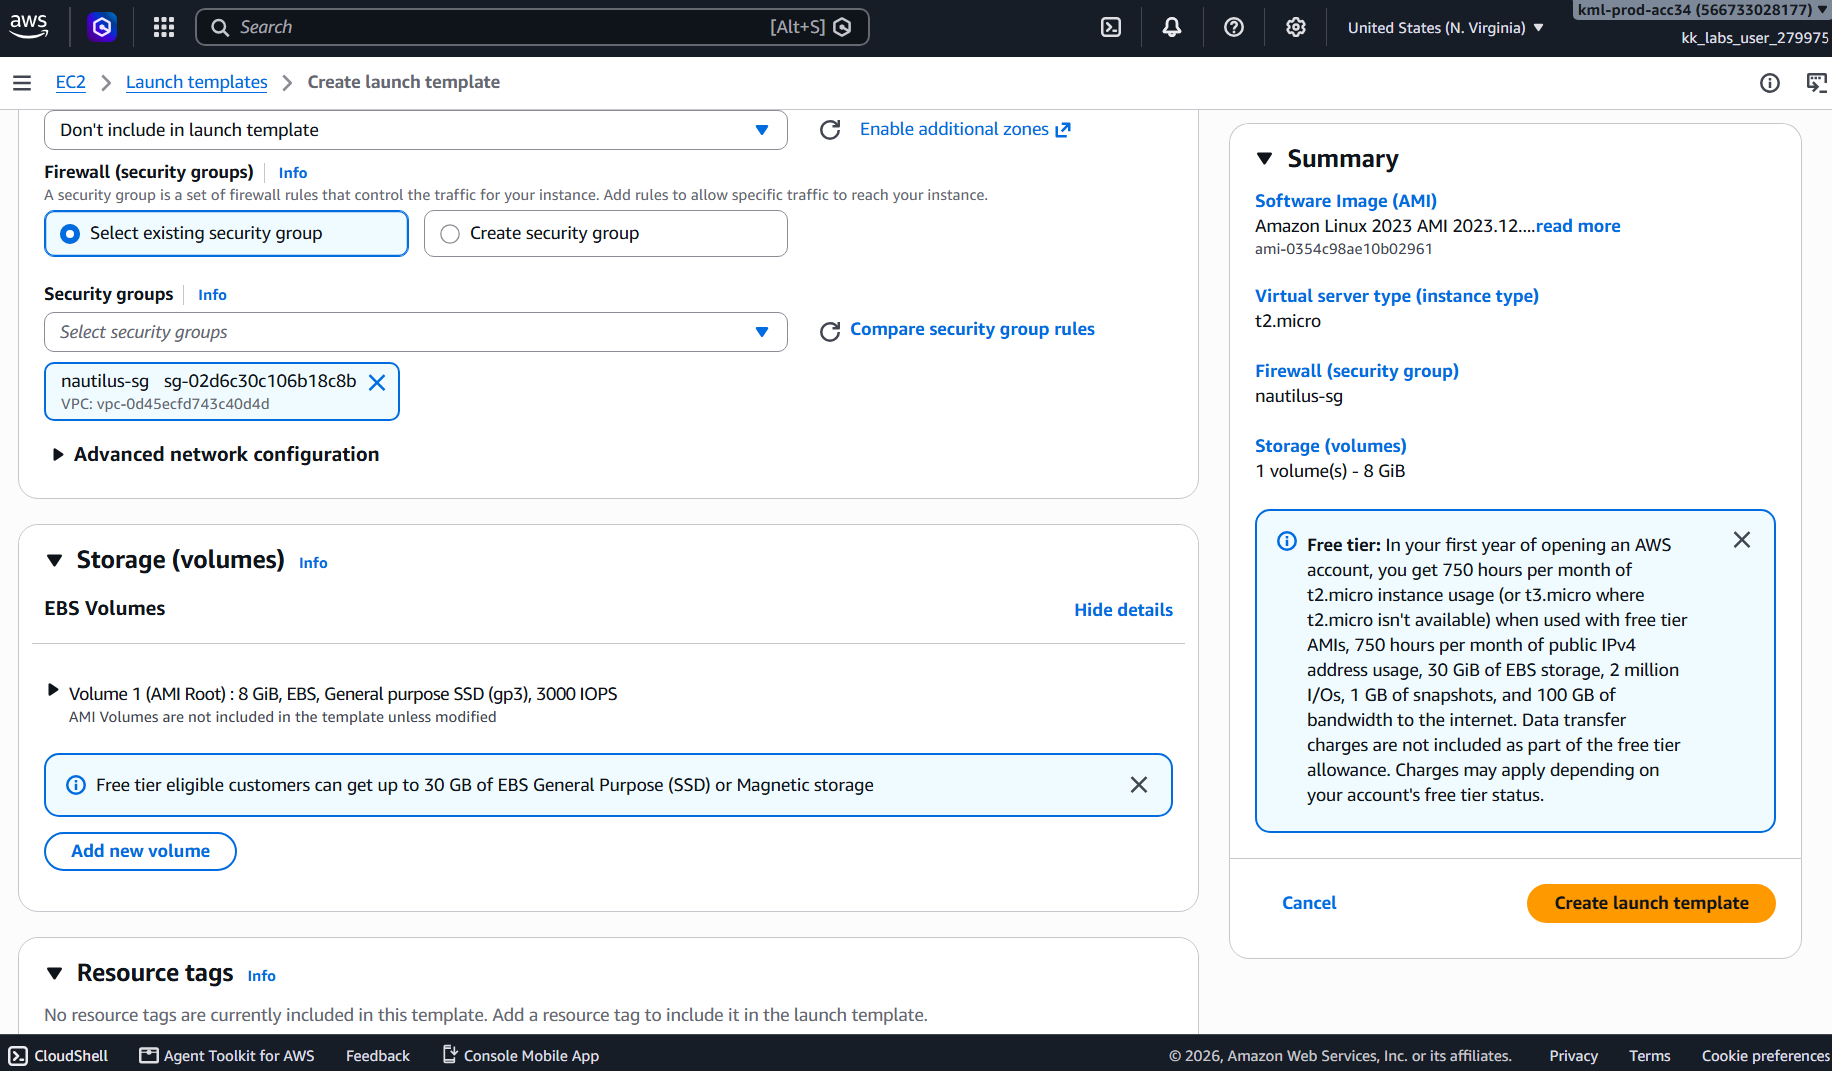 aws
Search
[Alt+S]
United States (N. Virginia)
kml-prod-acc34 (566733028177)
kk_labs_user_279975
EC2
Launch templates
Create launch template
Don't include in launch template
Enable additional zones
Firewall (security groups)
Info
A security group is a set of firewall rules that control the traffic for your instance. Add rules to allow specific traffic to reach your instance.
Select existing security group
Create security group
Security groups
Info
Select security groups
Compare security group rules
nautilus-sg sg-02d6c30c106b18c8b
VPC: vpc-0d45ecfd743c40d4d
Advanced network configuration
Storage (volumes)
Info
EBS Volumes
Hide details
Volume 1 (AMI Root) : 8 GiB, EBS, General purpose SSD (gp3), 3000 IOPS
AMI Volumes are not included in the template unless modified
Free tier eligible customers can get up to 30 GB of EBS General Purpose (SSD) or Magnetic storage
Add new volume
Resource tags
Info
No resource tags are currently included in this template. Add a resource tag to include it in the launch template.
Summary
Software Image (AMI)
Amazon Linux 2023 AMI 2023.12....read more
ami-0354c98ae10b02961
Virtual server type (instance type)
t2.micro
Firewall (security group)
nautilus-sg
Storage (volumes)
1 volume(s) - 8 GiB
Free tier: In your first year of opening an AWS
account, you get 750 hours per month of
t2.micro instance usage (or t3.micro where
t2.micro isn't available) when used with free tier
AMIs, 750 hours per month of public IPv4
address usage, 30 GiB of EBS storage, 2 million
I/Os, 1 GB of snapshots, and 100 GB of
bandwidth to the internet. Data transfer
charges are not included as part of the free tier
allowance. Charges may apply depending on
your account's free tier status.
Cancel
Create launch template
CloudShell
Agent Toolkit for AWS
Feedback
Console Mobile App
© 2026, Amazon Web Services, Inc. or its affiliates.
Privacy
Terms
Cookie preferences